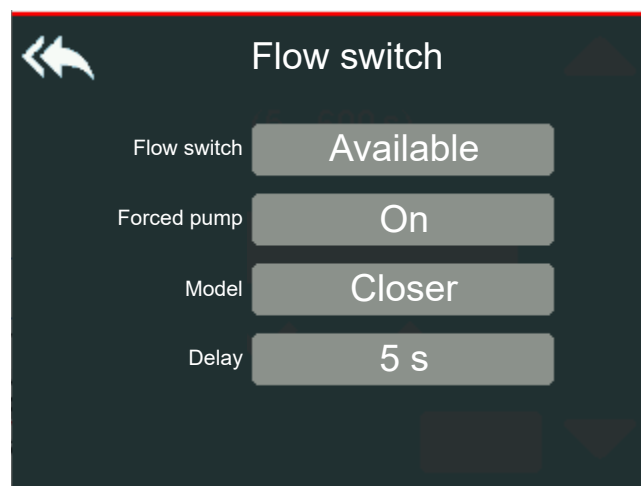 Flow switch
Flow switch Available
Forced pump On
Model Closer
Delay 5 s